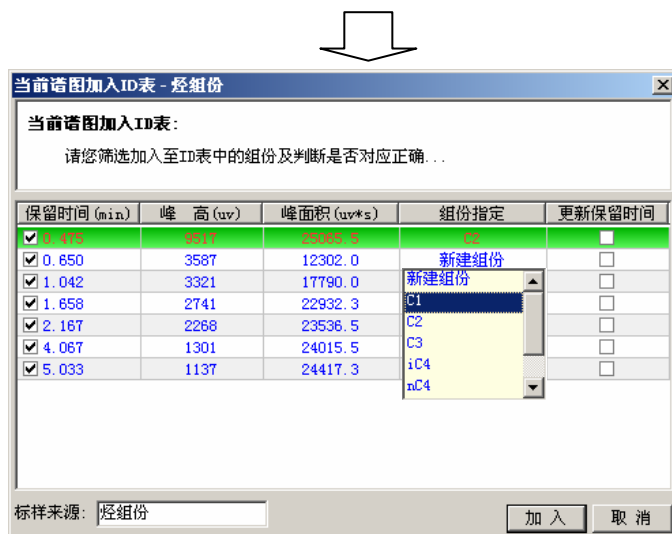 当前谱图加入ID表 - 烃组份
当前谱图加入ID表:
请您筛选加入至ID表中的组份及判断是否对应正确...
保留时间(min) 峰 高(uv) 峰面积(uv*s) 组份指定 更新保留时间
0.475 9517 25065.5 C2
0.650 3587 12302.0 新建组份
1.042 3321 17790.0 新建组份
1.658 2741 22932.3 C1
2.167 2268 23536.5 C2
4.067 1301 24015.5 C3
5.033 1137 24417.3 iC4
nC4
标样来源: 烃组份 加 入 取 消